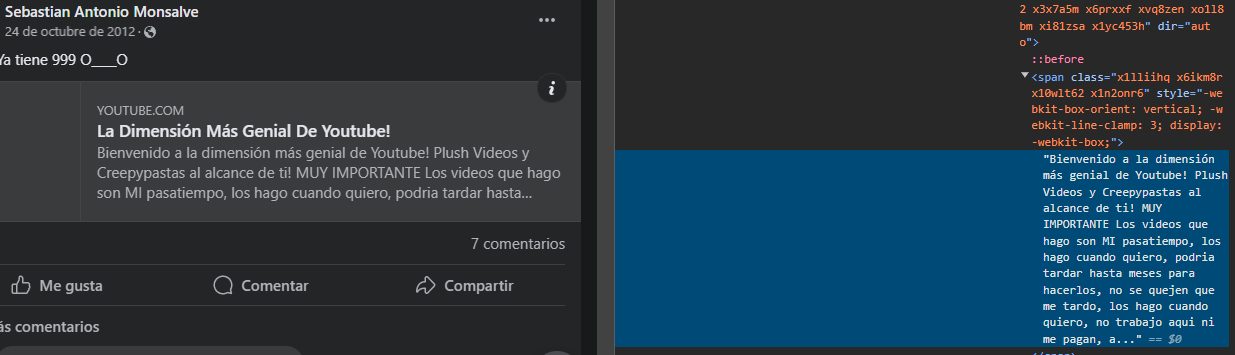 Sebastian Antonio Monsalve
24 de octubre de 2012 ·
Ya tiene 999 O____O
YOUTUBE.COM
La Dimensión Más Genial De Youtube!
Bienvenido a la dimensión más genial de Youtube! Plush Videos y
Creepypastas al alcance de ti! MUY IMPORTANTE Los videos que hago
son MI pasatiempo, los hago cuando quiero, podria tardar hasta...
7 comentarios
Me gusta
Comentar
Compartir
ás comentarios
2 x3x7a5m x6prxxf xvq8zen xo1l8
bm xi81zsa x1yc453h" dir="aut
o">
::before
<span class="x1lliihq x6ikm8r
x10wlt62 x1n2onr6" style="-we
bkit-box-orient: vertical; -w
ebkit-line-clamp: 3; display:
-webkit-box;">
"Bienvenido a la dimensión
más genial de Youtube! Plush
Videos y Creepypastas al
alcance de ti! MUY
IMPORTANTE Los videos que
hago son MI pasatiempo, los
hago cuando quiero, podria
tardar hasta meses para
hacerlos, no se quejen que
me tardo, los hago cuando
quiero, no trabajo aqui ni
me pagan, a..." == $0